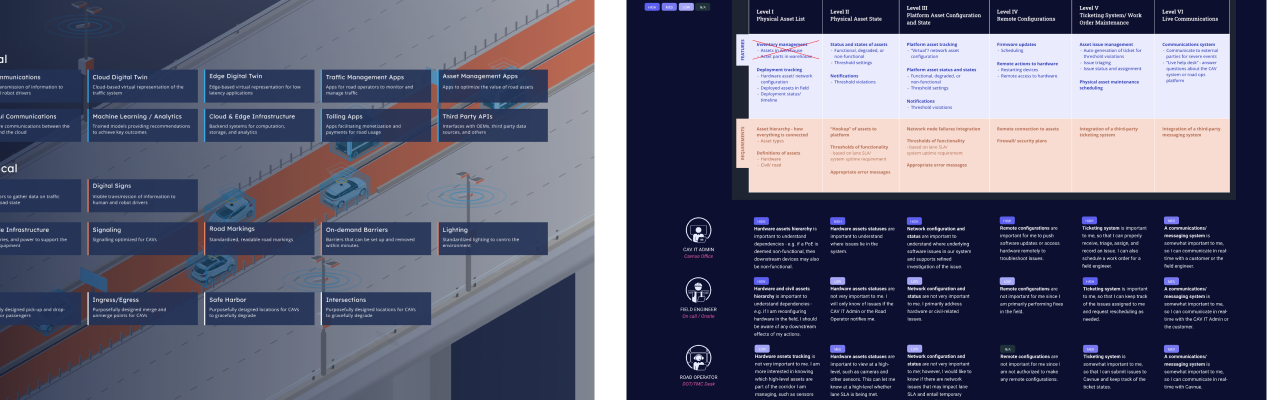 al
mmunications
ors to human
and robot drivers
Cloud Digital Twin
Cloud-based virtual representation of the
traffic system
Edge Digital Twin
Edge-based virtual representation for low
latency applications
Traffic Management Apps
Apps for road operators to monitor and
manage traffic
Asset Management Apps
Apps to optimize the value of road assets
al Communications
e communications between the
nd the cloud
Machine Learning / Analytics
Trained models providing recommendations
to achieve key outcomes
Cloud & Edge Infrastructure
Backend systems for computation,
storage, and analytics
Tolling Apps
Apps facilitating monetization and
payments for road usage
Third Party APIs
Interfaces with OEMs, third party data
sources, and others
ical
ors to gather data on traffic
oad state
Digital Signs
Visible transmission of information to
human and robot drivers
e Infrastructure
ries, and power to support the
equipment
Signaling
Signalling optimized for CAVs
Road Markings
Standardized, readable road markings
On-demand Barriers
Barriers that can be set up and removed
within minutes
Lighting
Standardized lighting to control the
environment
y designed pick-up and drop-
r passengers
Ingress/Egress
Purposefully designed merge and
emerge points for CAVs
Safe Harbor
Purposefully designed locations for CAVs
to gracefully degrade
Intersections
Purposefully designed locations for CAVs
to gracefully degrade
HIGH MED LOW N/A
Level I
Physical Asset List
Level II
Physical Asset State
Level III
Platform Asset Configuration
and State
Level IV
Remote Configurations
Level V
Ticketing System/ Work
Order Maintenance
Level VI
Live Communications
FEATURES
Inventory management
- Assets in warehouse
- Asset parts in warehouse
Deployment tracking
- Hardware asset/ network
configuration
- Deployed assets in field
- Deployment status/
timeline
Status and states of assets
- Functional, degraded, or
non-functional
- Threshold settings
Notifications
- Threshold violations
Platform asset tracking
- "Virtual" asset network
configuration
Platform asset status and states
- Functional, degraded, or
non-functional
- Threshold settings
Notifications
- Threshold violations
Firmware updates
- Scheduling
Remote actions to hardware
- Restarting devices
- Remote access to hardware
Asset issue management
- Auto generation of ticket for
threshold violations
- Issue triaging
- Issue status and assignment
Physical asset maintenance
scheduling
Communications system
- Communicate to external
parties for severe events
- "Live help desk" - answer
questions about the CAV
system or road ops
platform
REQUIREMENTS
Asset hierarchy - how
everything is connected
- Asset types
Definitions of assets
- Hardware
- Civil/ road
"Hookup" of assets to
platform
Thresholds of functionality
- based on lane SLA/
system uptime requirement
Appropriate error messages
Network node failures integration
Thresholds of functionality
- based on lane SLA/
system uptime requirement
Appropriate error messages
Remote connection to assets
Firewall/ security plans
Integration of a third-party
ticketing system
Integration of a third-party
messaging system
CAV IT ADMIN
Cavnue Office
HIGH
Hardware assets hierarchy is
important to understand
dependencies - e.g. if a PoE is
deemed non-functional, then
downstream devices may also
be non-functional.
HIGH
Hardware assets statuses are
important to understand
where issues lie in the
system.
HIGH
Network configuration and
status are important to
understand where underlying
software issues in our system
and supports refined
investigation of the issue.
HIGH
Remote configurations are
important for me to push
software updates or access
hardware remotely to
troubleshoot issues.
HIGH
Ticketing system is important
to me, so that I can properly
receive, triage, assign, and
record an issue. I can also
schedule a work order for a
field engineer.
MED
A communications/
messaging system is
somewhat important to me,
so I can communicate in real-
time with a customer or the
field engineer.
FIELD ENGINEER
On call / Onsite
HIGH
Hardware and civil assets
hierarchy is important to
understand dependencies -
e.g. if I am reconfiguring
hardware in the field, I should
be aware of any downstream
effects of my actions.
LOW
Hardware assets statuses are
not very important to me. I
will only know of issues if the
CAV IT Admin or the Road
Operator notifies me.
LOW
Network configuration and
status are not very important
to me, I primarily address
hardware or civil-related
issues.
LOW
Remote configurations are
not important for me since I
am primarily performing fixes
in the field.
HIGH
Ticketing system is important
to me, so that I can keep track
of the issues assigned to me
and request rescheduling as
needed.
MED
A communications/
messaging system is
somewhat important to me,
so I can communicate in real-
time with the CAV IT Admin or
the customer.
ROAD OPERATOR
DOT/TMC Desk
LOW
Hardware assets tracking is
not very important to me. I am
more interested in knowing
which high-level assets are
part of the corridor I am
managing, such as sensors
MED
Hardware assets statuses are
important to view at a high-
level, such as cameras and
other sensors. This can let me
know at a high-level whether
lane SLA is being met.
LOW
Network configuration and
status are not very important
to me; however, I would like to
know if there are network
issues that may impact lane
SLA and entail temporary
N/A
Remote configurations are
not important for me since I
am not authorized to make
any remote configurations.
MED
Ticketing system is
somewhat important to me,
so that I can submit issues to
Cavnue and keep track of the
ticket status.
MED
A communications/
messaging system is
somewhat important to me,
so I can communicate in real-
time with Cavnue.